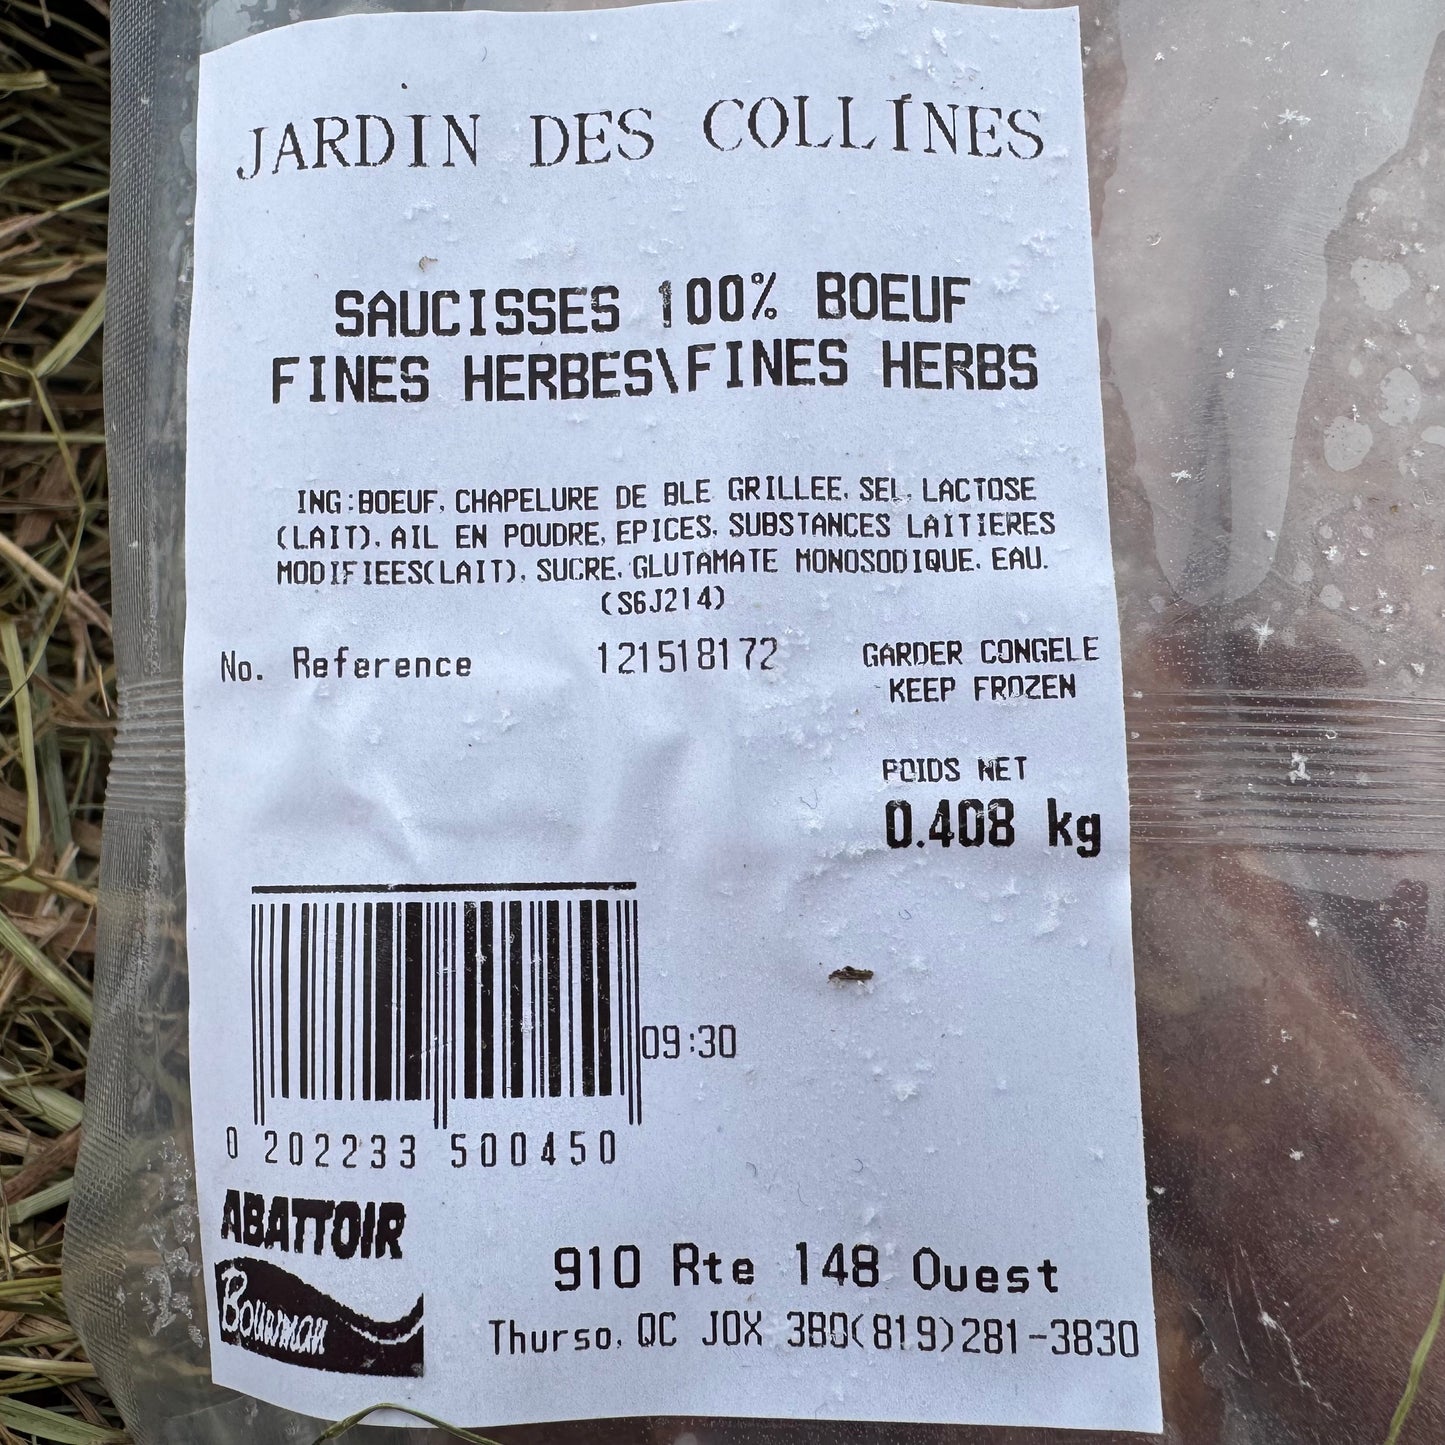 JARDIN DES COLLINES
SAUCISSES 100% BOEUF
FINES HERBES\FINES HERBS
ING:BOEUF, CHAPELURE DE BLE GRILLEE, SEL, LACTOSE
(LAIT), AIL EN POUDRE, EPICES, SUBSTANCES LAITIERES
MODIFIEES(LAIT), SUCRE, GLUTAMATE MONOSODIQUE, EAU.
(S6J214)
No. Reference 121518172
GARDER CONGELE
KEEP FROZEN
POIDS NET
0.408 kg
09:30
0 202233 500450
ABATTOIR
Bouwman
910 Rte 148 Ouest
Thurso, QC J0X 3B0(819)281-3830